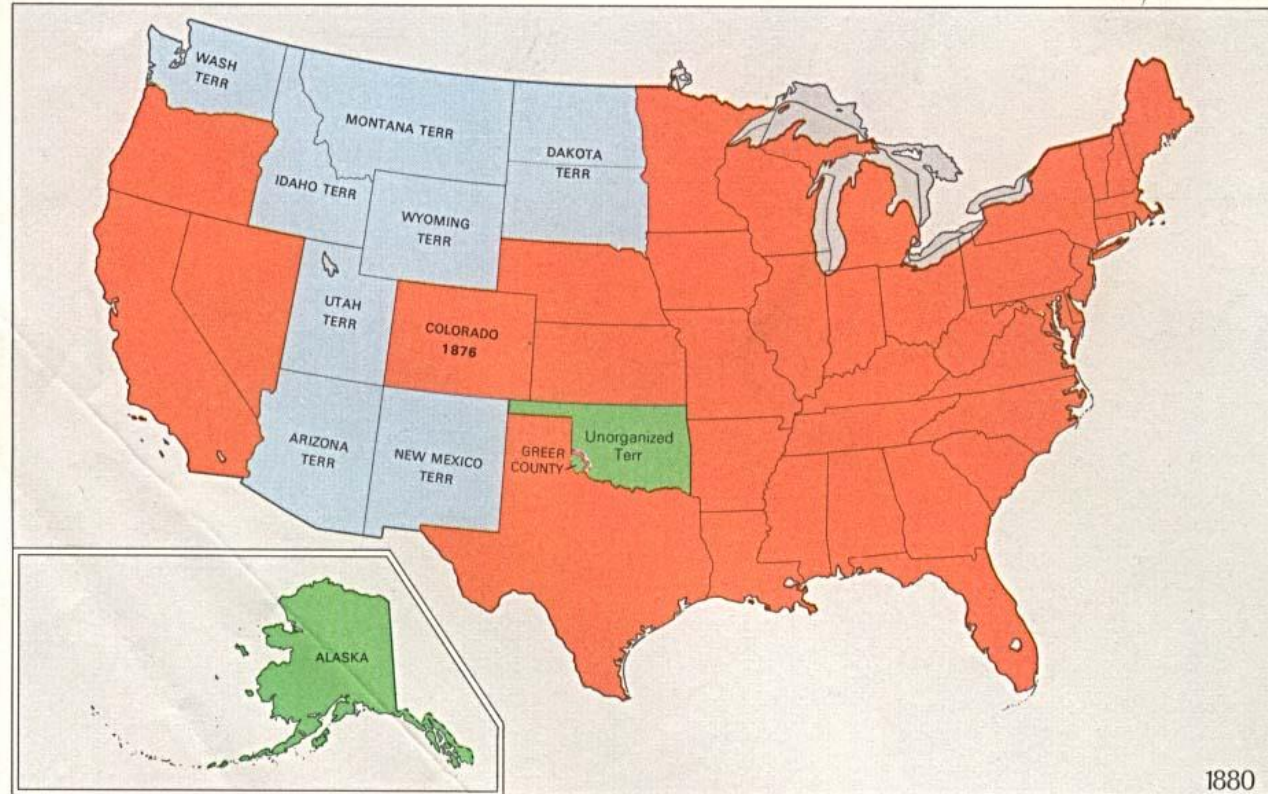 WASH
TERR
MONTANA TERR
DAKOTA
TERR
IDAHO TERR
WYOMING
TERR
UTAH
TERR
COLORADO
1876
ARIZONA
TERR
NEW MEXICO
TERR
GREER
COUNTY
Unorganized
Terr
ALASKA
1880